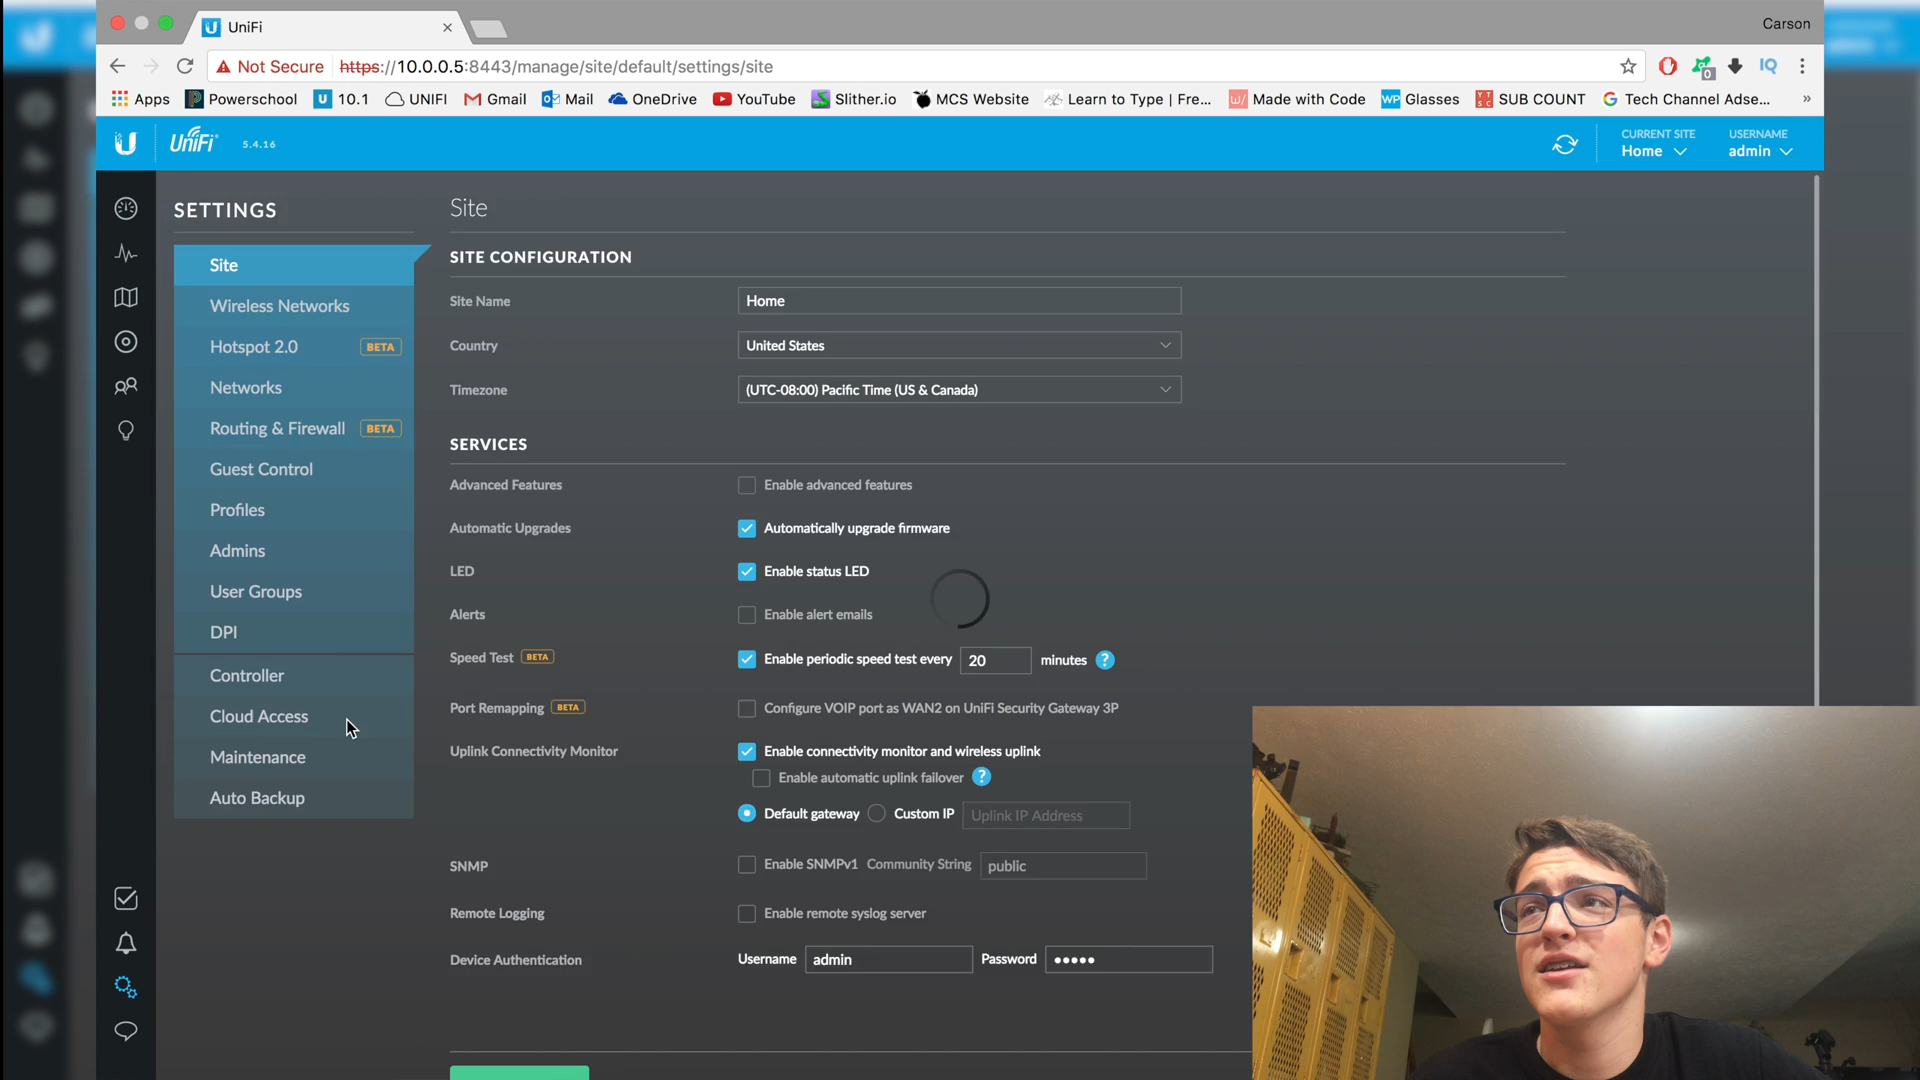 UniFi
Carson
Not Secure https://10.0.0.5:8443/manage/site/default/settings/site
0
IQ
Apps Powerschool 10.1 UNIFI Gmail Mail OneDrive YouTube Slither.io MCS Website Learn to Type | Fre... Made with Code Glasses SUB COUNT Tech Channel Adse... »
UniFi 5.4.16
CURRENT SITE
Home
USERNAME
admin
SETTINGS
Site
Wireless Networks
Hotspot 2.0 BETA
Networks
Routing & Firewall BETA
Guest Control
Profiles
Admins
User Groups
DPI
Controller
Cloud Access
Maintenance
Auto Backup
Site
SITE CONFIGURATION
Site Name Home
Country United States
Timezone (UTC-08:00) Pacific Time (US & Canada)
SERVICES
Advanced Features Enable advanced features
Automatic Upgrades Automatically upgrade firmware
LED Enable status LED
Alerts Enable alert emails
Speed Test BETA Enable periodic speed test every 20 minutes ?
Port Remapping BETA Configure VOIP port as WAN2 on UniFi Security Gateway 3P
Uplink Connectivity Monitor Enable connectivity monitor and wireless uplink
Enable automatic uplink failover ?
Default gateway Custom IP Uplink IP Address
SNMP Enable SNMPv1 Community String public
Remote Logging Enable remote syslog server
Device Authentication Username admin Password •••••